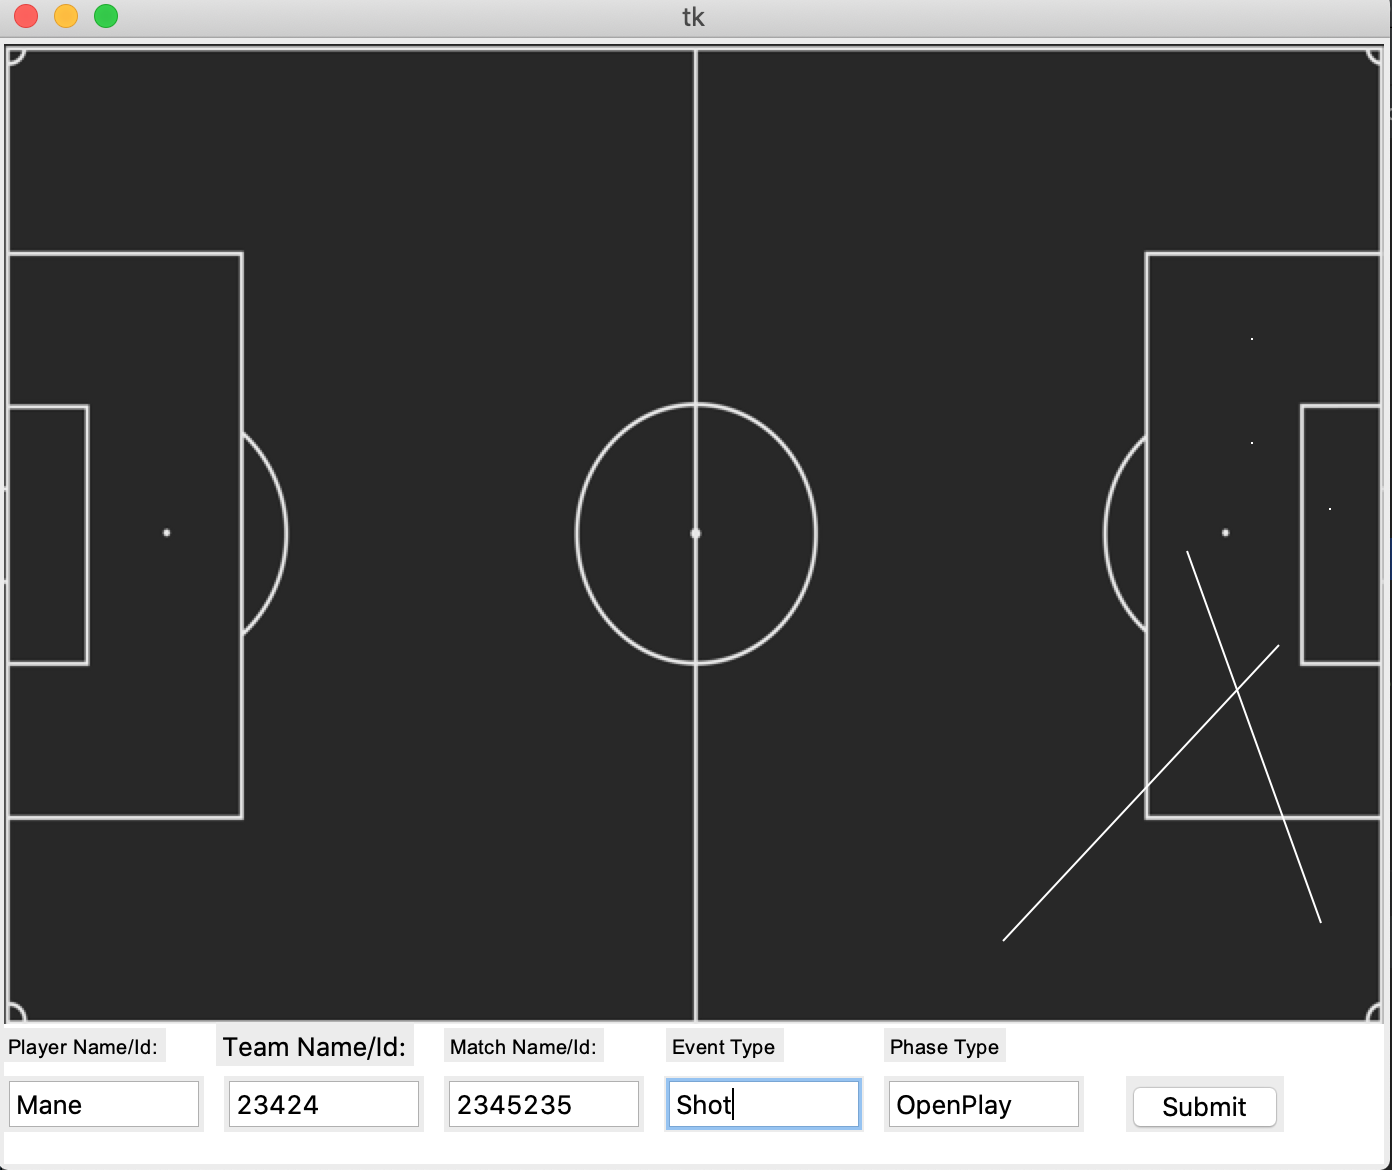 tk
Player Name/Id: Team Name/Id: Match Name/Id: Event Type Phase Type
Mane 23424 2345235 Shot OpenPlay Submit